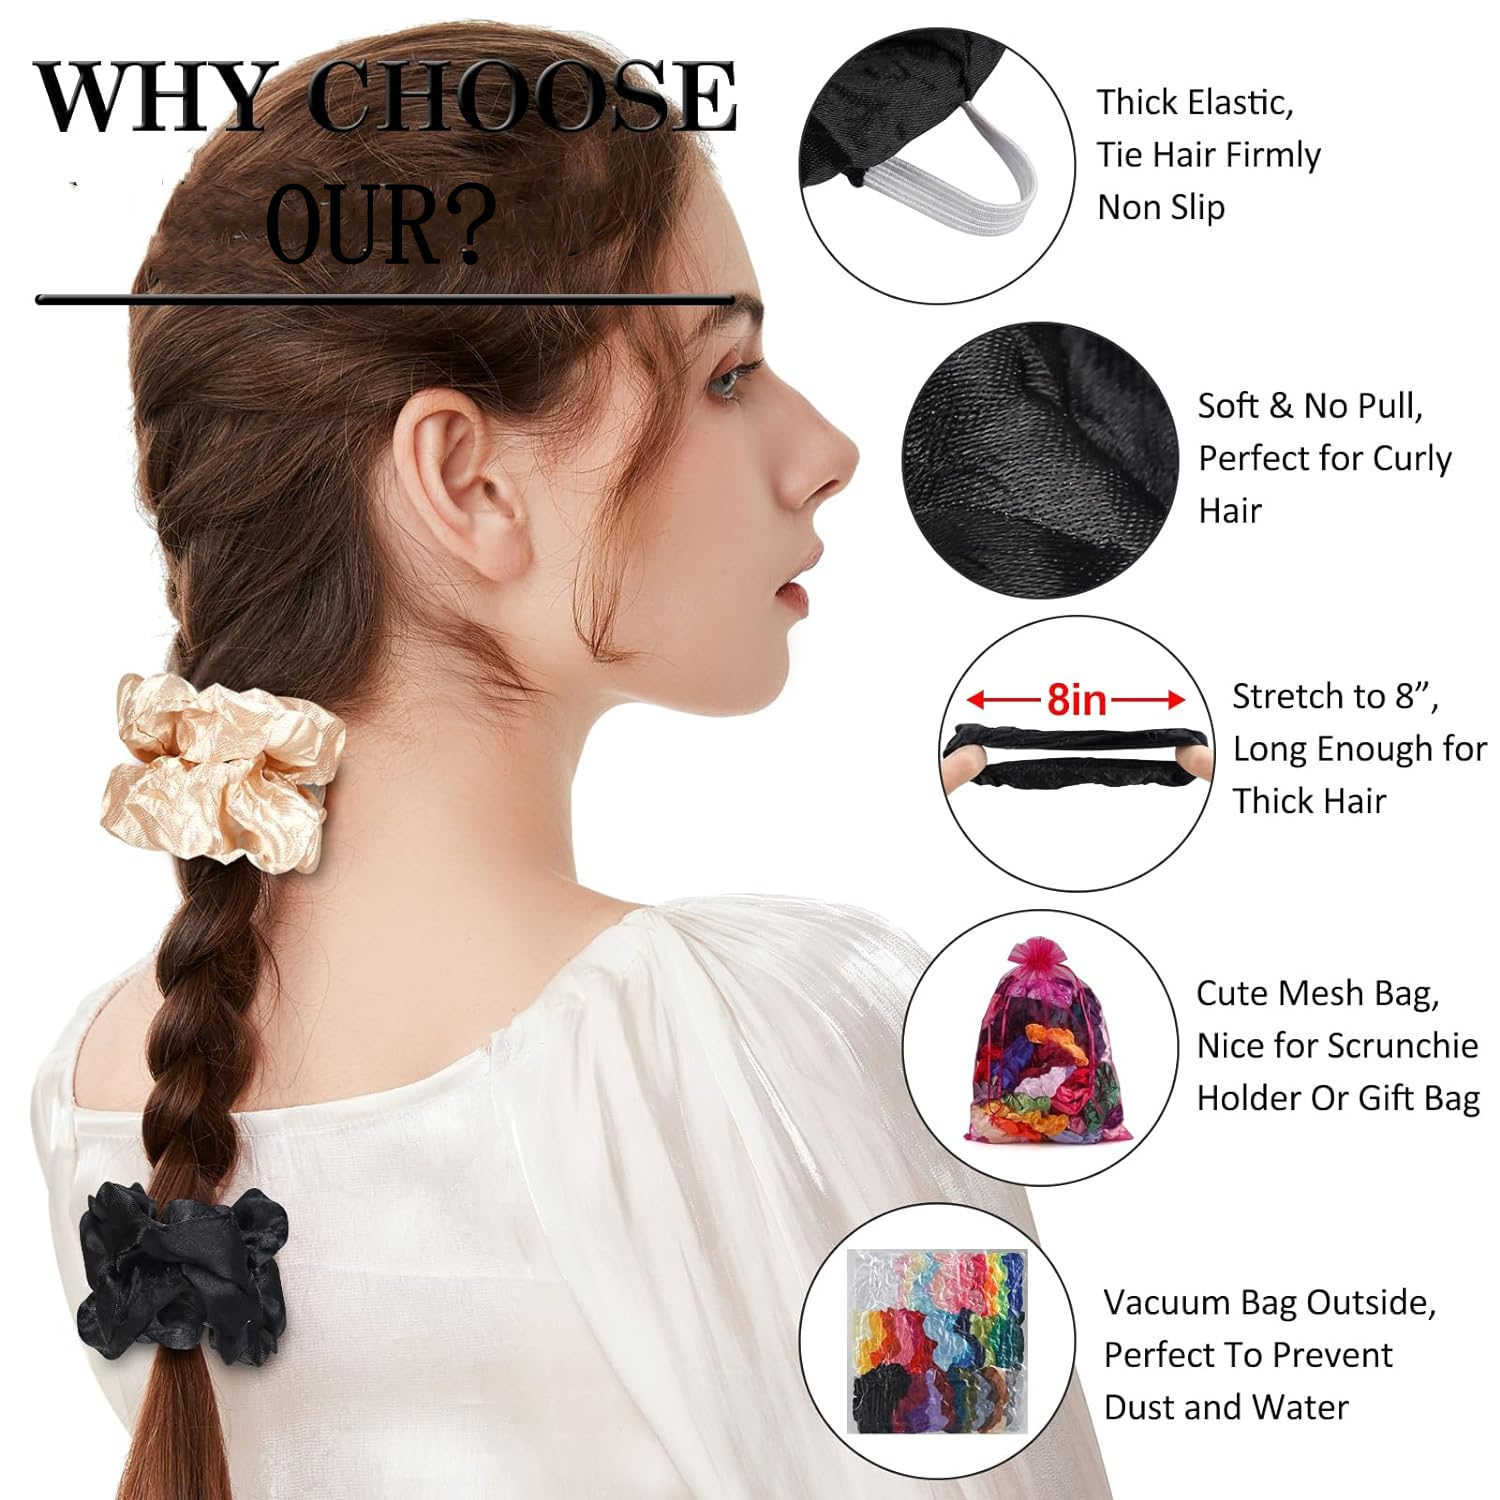 WHY CHOOSE
OUR?
Thick Elastic,
Tie Hair Firmly
Non Slip
Soft & No Pull,
Perfect for Curly
Hair
8in
Stretch to 8”,
Long Enough for
Thick Hair
Cute Mesh Bag,
Nice for Scrunchie
Holder Or Gift Bag
Vacuum Bag Outside,
Perfect To Prevent
Dust and Water